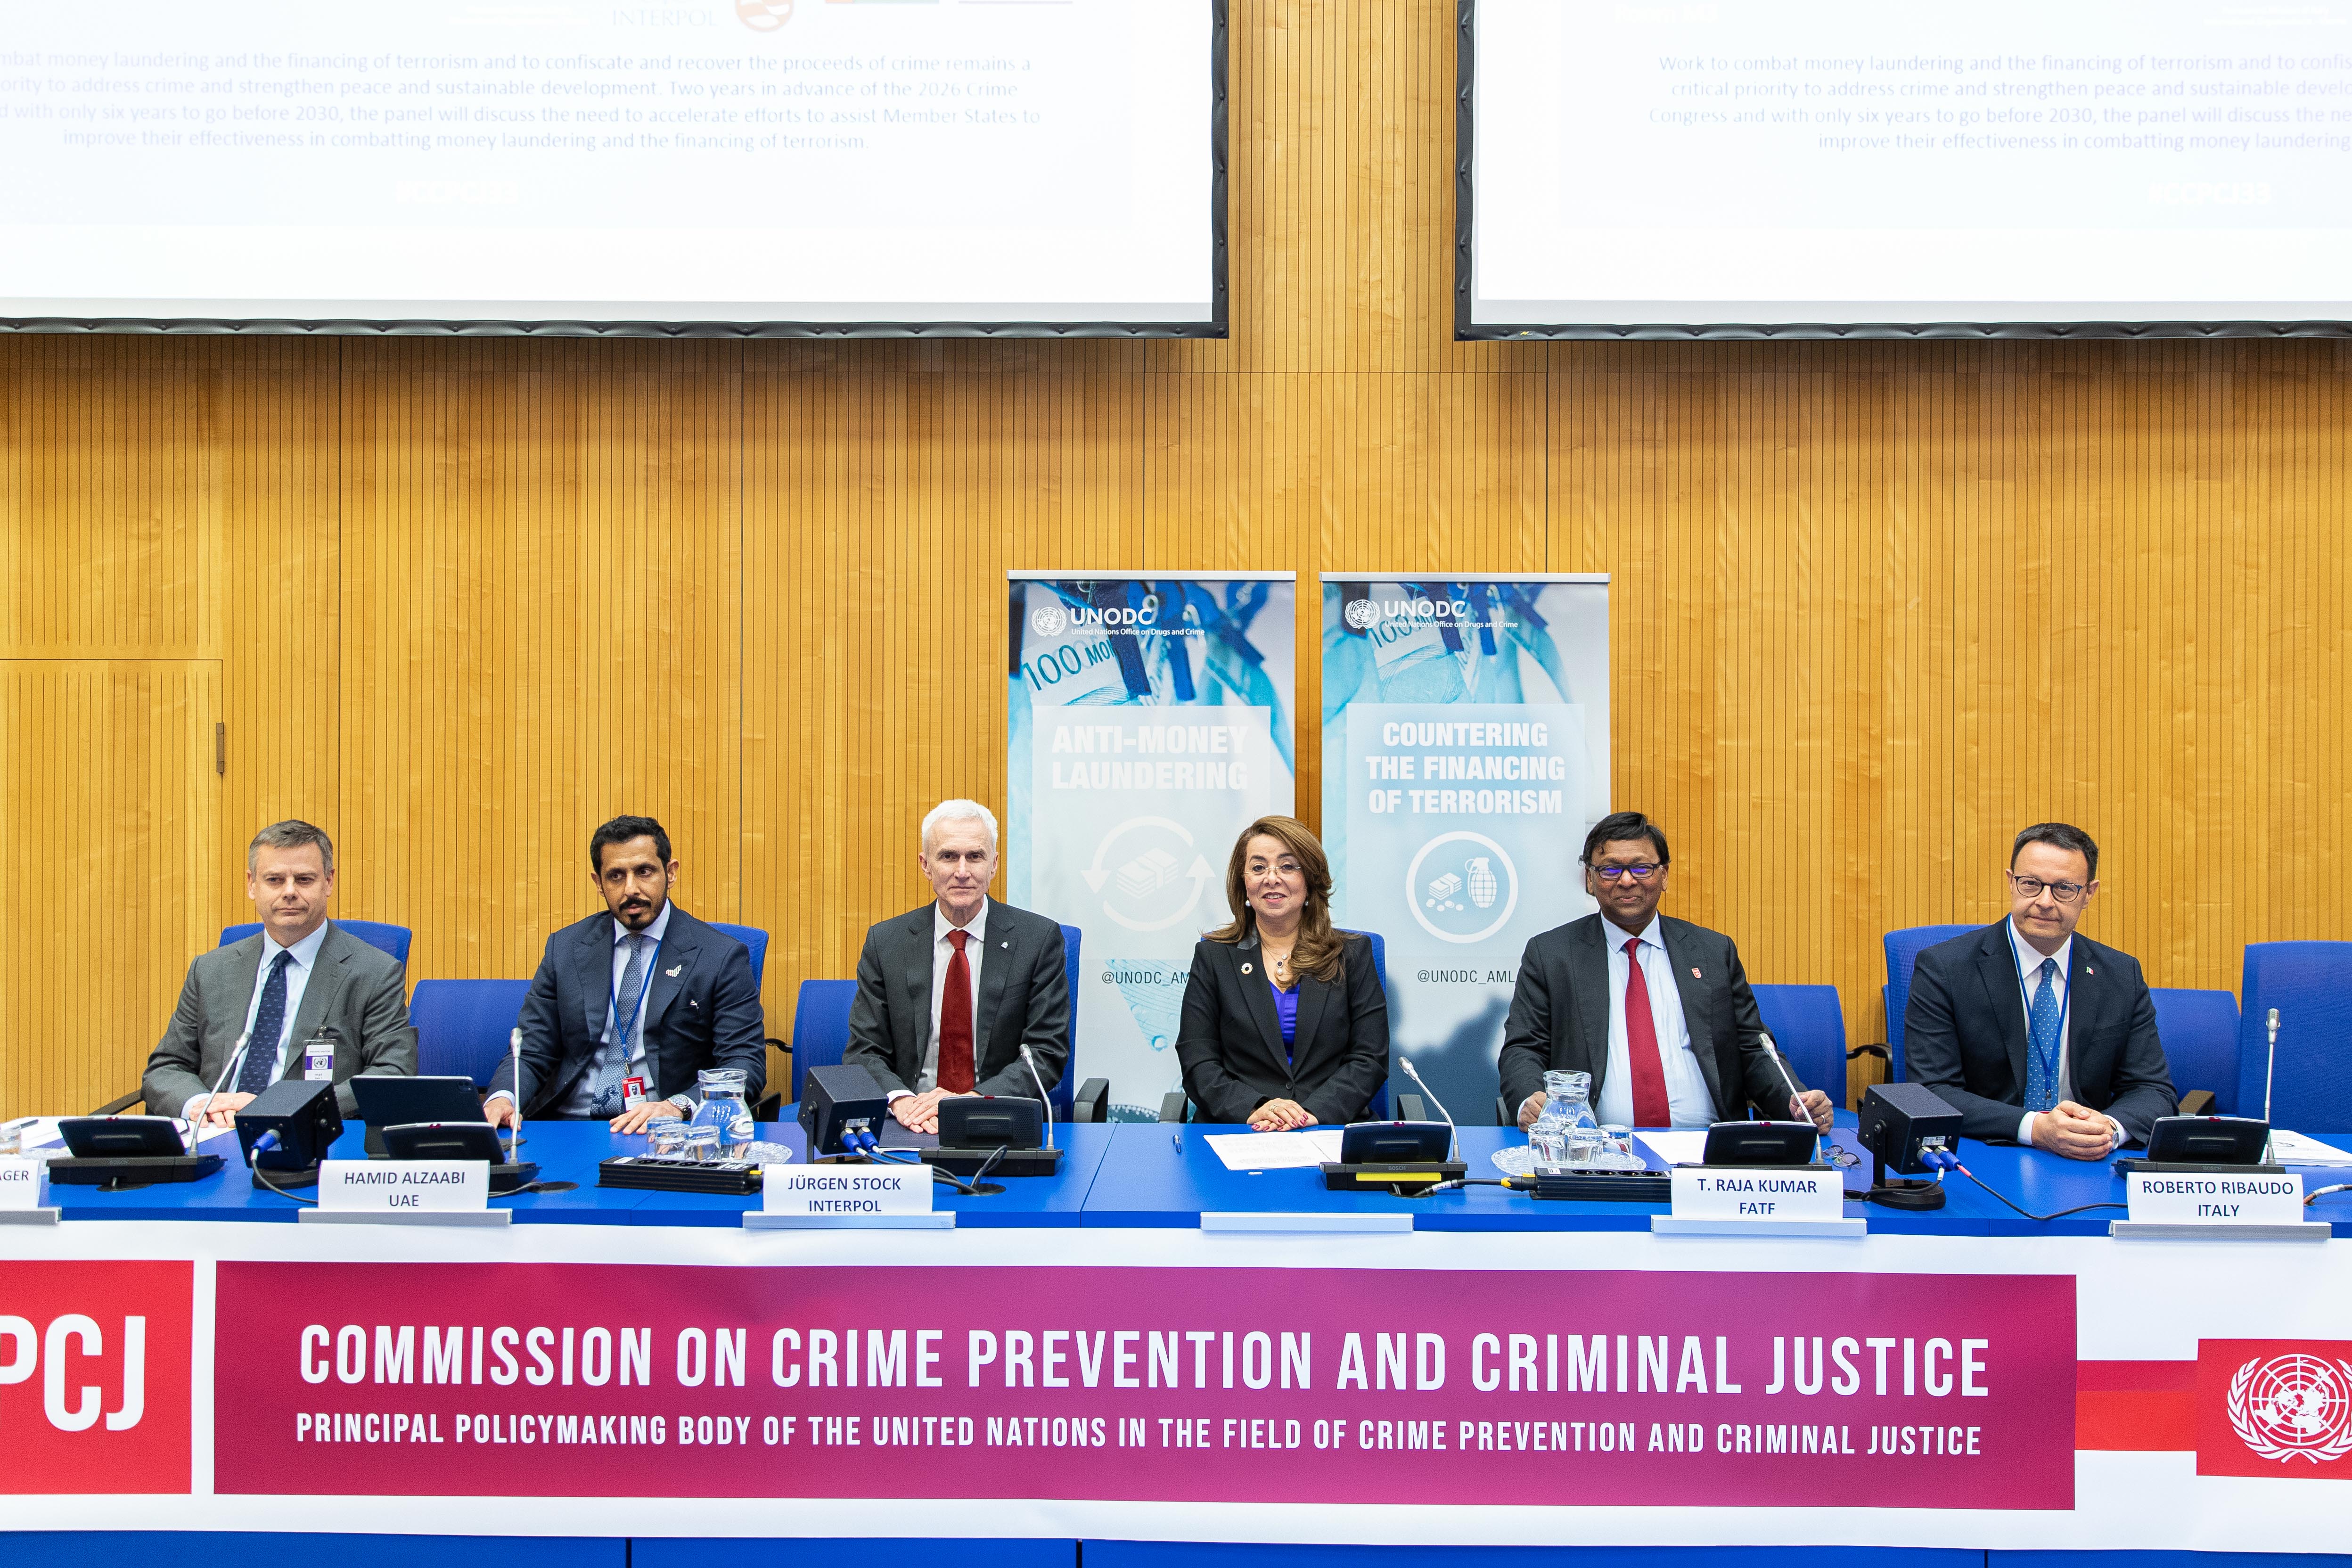 INTERPOL
mbat money laundering and the financing of terrorism and to confiscate and recover the proceeds of crime remains a
ority to address crime and strengthen peace and sustainable development. Two years in advance of the 2026 Crime
d with only six years to go before 2030, the panel will discuss the need to accelerate efforts to assist Member States to
improve their effectiveness in combatting money laundering and the financing of terrorism.
Work to combat money laundering and the financing of terrorism and to confis
critical priority to address crime and strengthen peace and sustainable develo
Congress and with only six years to go before 2030, the panel will discuss the ne
improve their effectiveness in combatting money laundering
UNODC
United Nations Office on Drugs and Crime
100 MO
ANTI-MONEY
LAUNDERING
@UNODC_AM
UNODC
United Nations Office on Drugs and Crime
100
COUNTERING
THE FINANCING
OF TERRORISM
@UNODC_AML
AGER
HAMID ALZAABI
UAE
JÜRGEN STOCK
INTERPOL
T. RAJA KUMAR
FATF
ROBERTO RIBAUDO
ITALY
PCJ
COMMISSION ON CRIME PREVENTION AND CRIMINAL JUSTICE
PRINCIPAL POLICYMAKING BODY OF THE UNITED NATIONS IN THE FIELD OF CRIME PREVENTION AND CRIMINAL JUSTICE